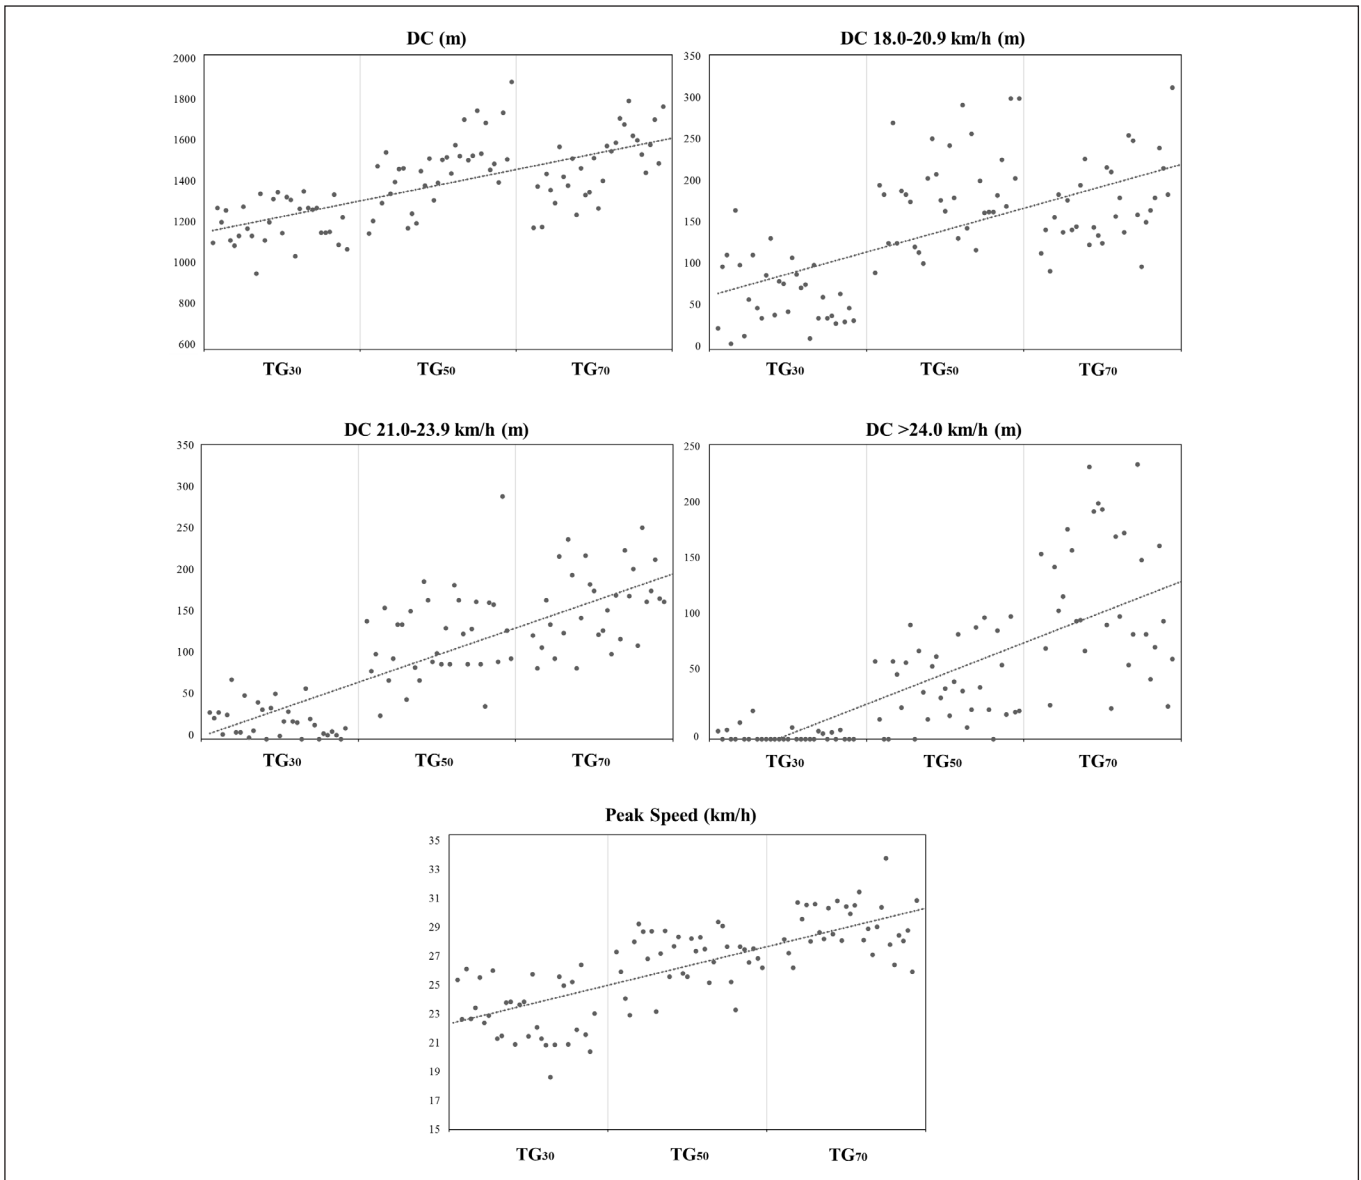 DC (m)
2000
1800
1600
1400
1200
1000
800
600
TG30
TG50
TG70
DC 18.0-20.9 km/h (m)
350
300
250
200
150
100
50
0
TG30
TG50
TG70
DC 21.0-23.9 km/h (m)
350
300
250
200
150
100
50
0
TG30
TG50
TG70
DC >24.0 km/h (m)
250
200
150
100
50
0
TG30
TG50
TG70
Peak Speed (km/h)
35
33
31
29
27
25
23
21
19
17
15
TG30
TG50
TG70